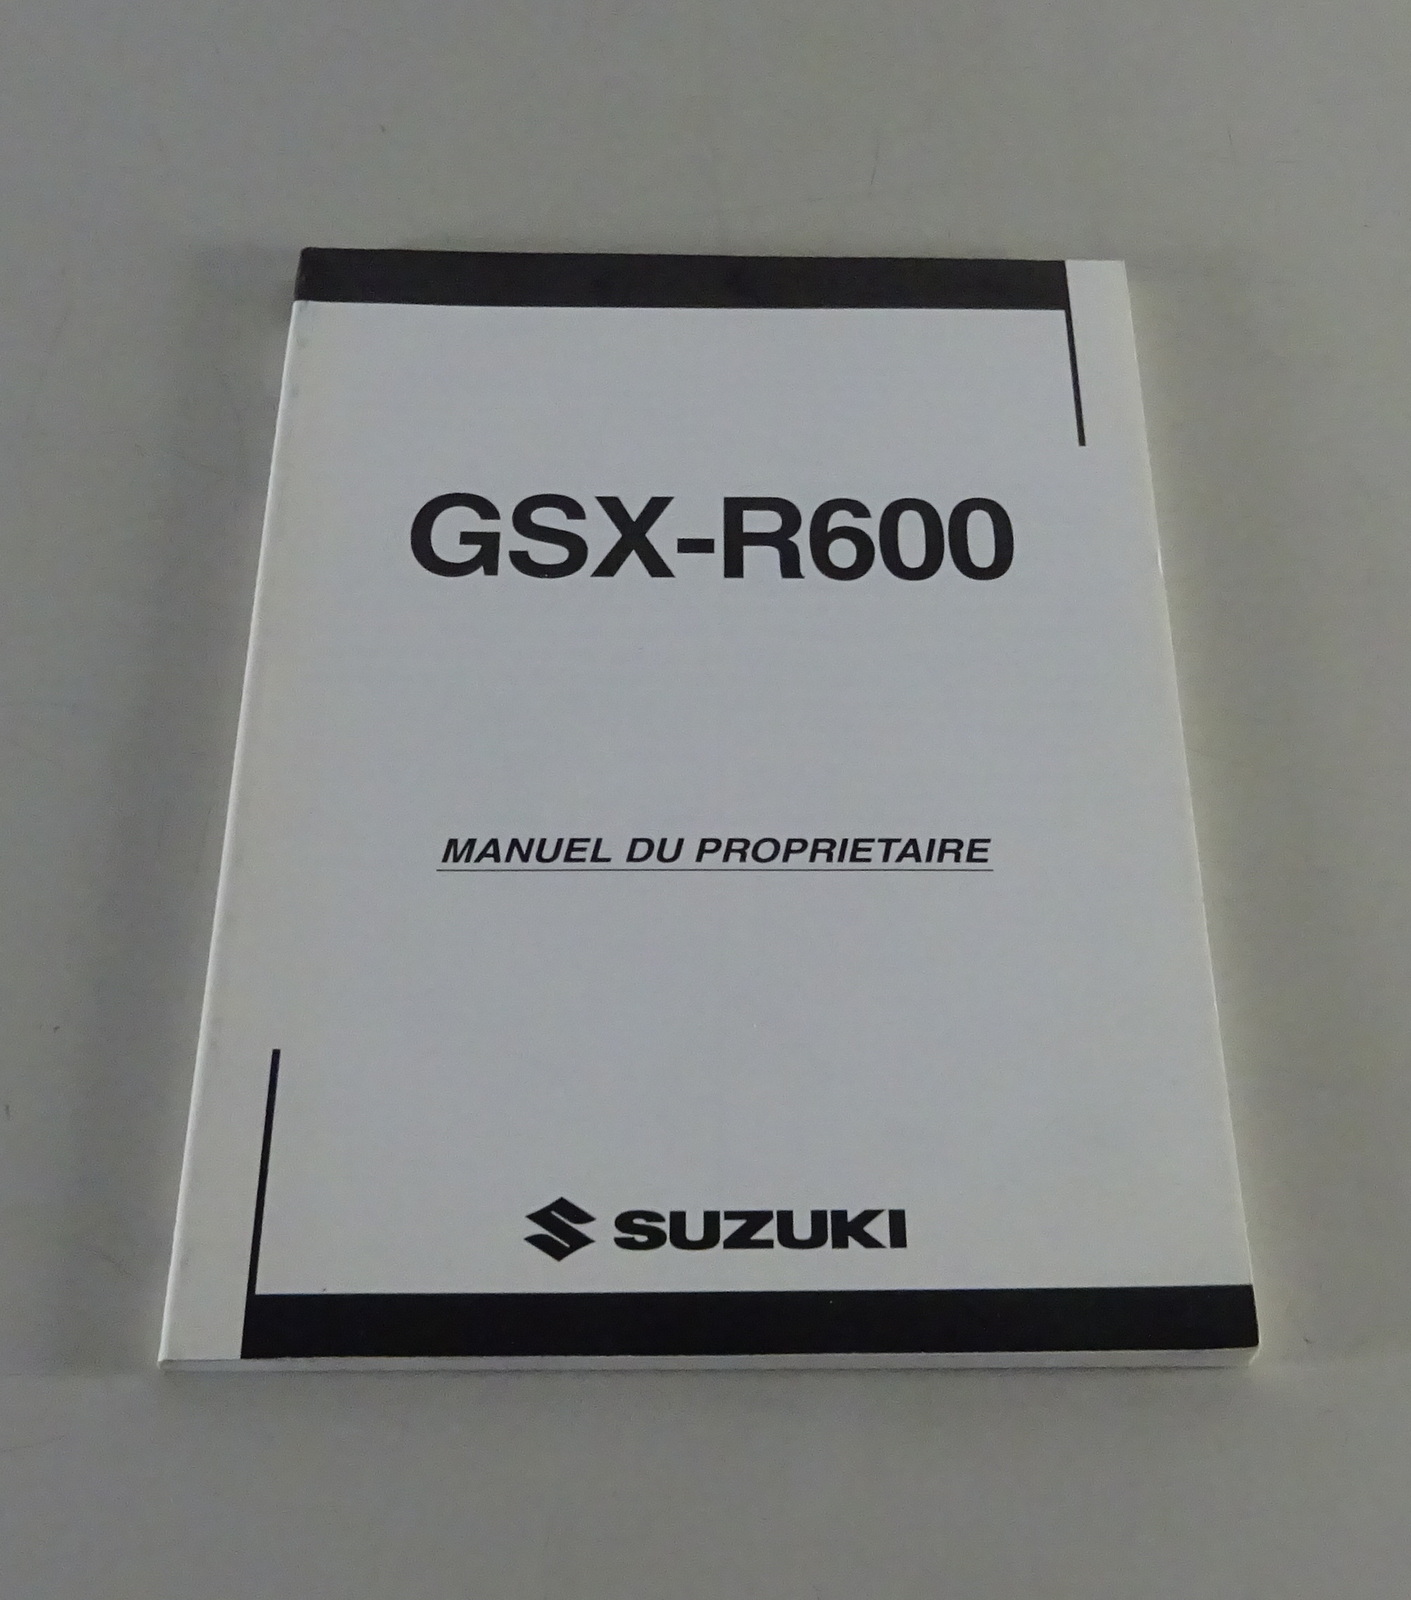 GSX-R600
MANUEL DU PROPRIETAIRE
SUZUKI